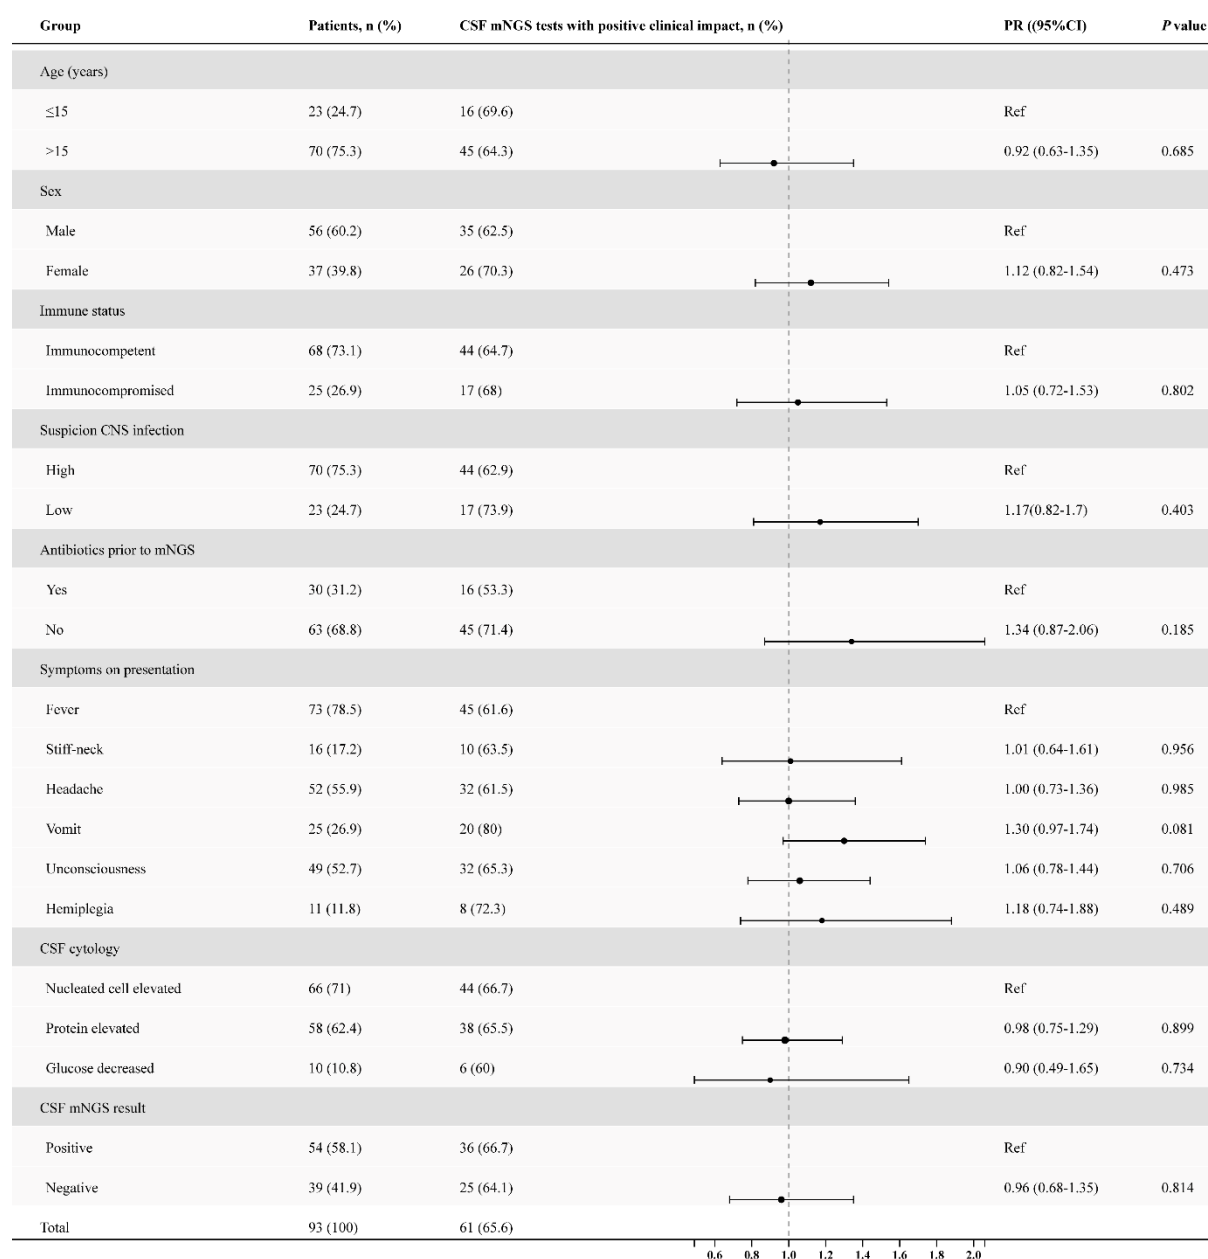 Group Patients, n (%) CSF mNGS tests with positive clinical impact, n (%) PR ((95%CI) P value
Age (years)
≤15 23 (24.7) 16 (69.6) Ref
>15 70 (75.3) 45 (64.3) 0.92 (0.63-1.35) 0.685
Sex
Male 56 (60.2) 35 (62.5) Ref
Female 37 (39.8) 26 (70.3) 1.12 (0.82-1.54) 0.473
Immune status
Immunocompetent 68 (73.1) 44 (64.7) Ref
Immunocompromised 25 (26.9) 17 (68) 1.05 (0.72-1.53) 0.802
Suspicion CNS infection
High 70 (75.3) 44 (62.9) Ref
Low 23 (24.7) 17 (73.9) 1.17(0.82-1.7) 0.403
Antibiotics prior to mNGS
Yes 30 (31.2) 16 (53.3) Ref
No 63 (68.8) 45 (71.4) 1.34 (0.87-2.06) 0.185
Symptoms on presentation
Fever 73 (78.5) 45 (61.6) Ref
Stiff-neck 16 (17.2) 10 (63.5) 1.01 (0.64-1.61) 0.956
Headache 52 (55.9) 32 (61.5) 1.00 (0.73-1.36) 0.985
Vomit 25 (26.9) 20 (80) 1.30 (0.97-1.74) 0.081
Unconsciousness 49 (52.7) 32 (65.3) 1.06 (0.78-1.44) 0.706
Hemiplegia 11 (11.8) 8 (72.3) 1.18 (0.74-1.88) 0.489
CSF cytology
Nucleated cell elevated 66 (71) 44 (66.7) Ref
Protein elevated 58 (62.4) 38 (65.5) 0.98 (0.75-1.29) 0.899
Glucose decreased 10 (10.8) 6 (60) 0.90 (0.49-1.65) 0.734
CSF mNGS result
Positive 54 (58.1) 36 (66.7) Ref
Negative 39 (41.9) 25 (64.1) 0.96 (0.68-1.35) 0.814
Total 93 (100) 61 (65.6)
0.6 0.8 1.0 1.2 1.4 1.6 1.8 2.0